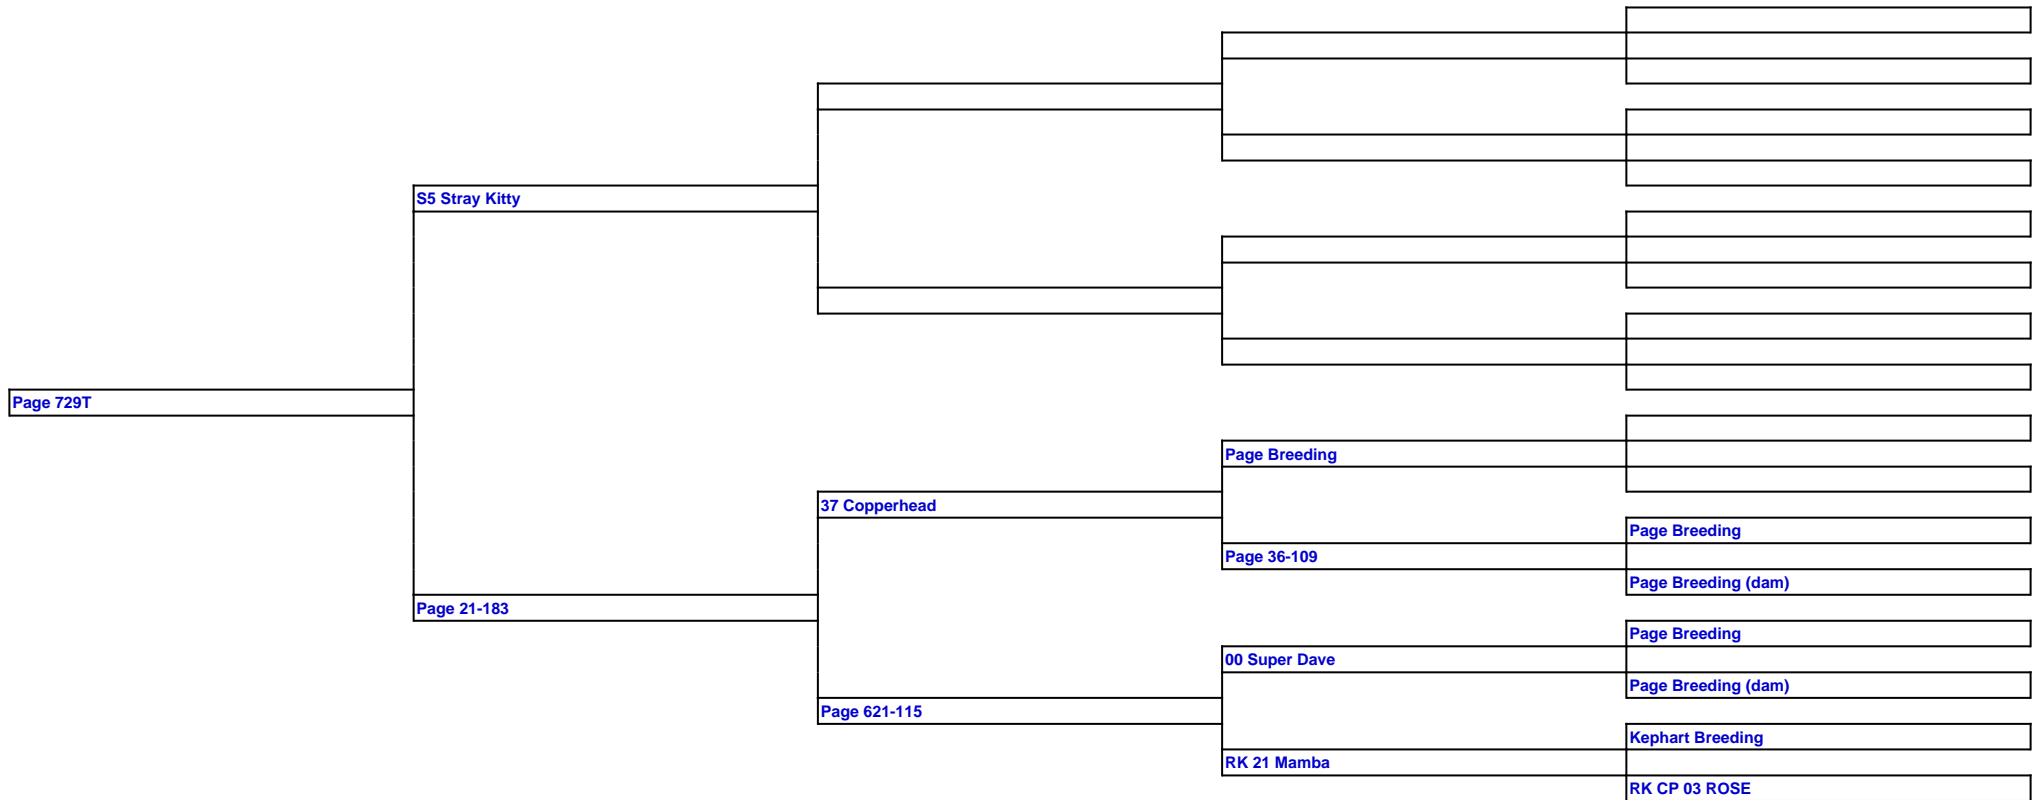 S5 Stray Kitty
Page 729T
Page Breeding
37 Copperhead
Page Breeding
Page 36-109
Page Breeding (dam)
Page 21-183
Page Breeding
00 Super Dave
Page Breeding (dam)
Page 621-115
Kephart Breeding
RK 21 Mamba
RK CP 03 ROSE